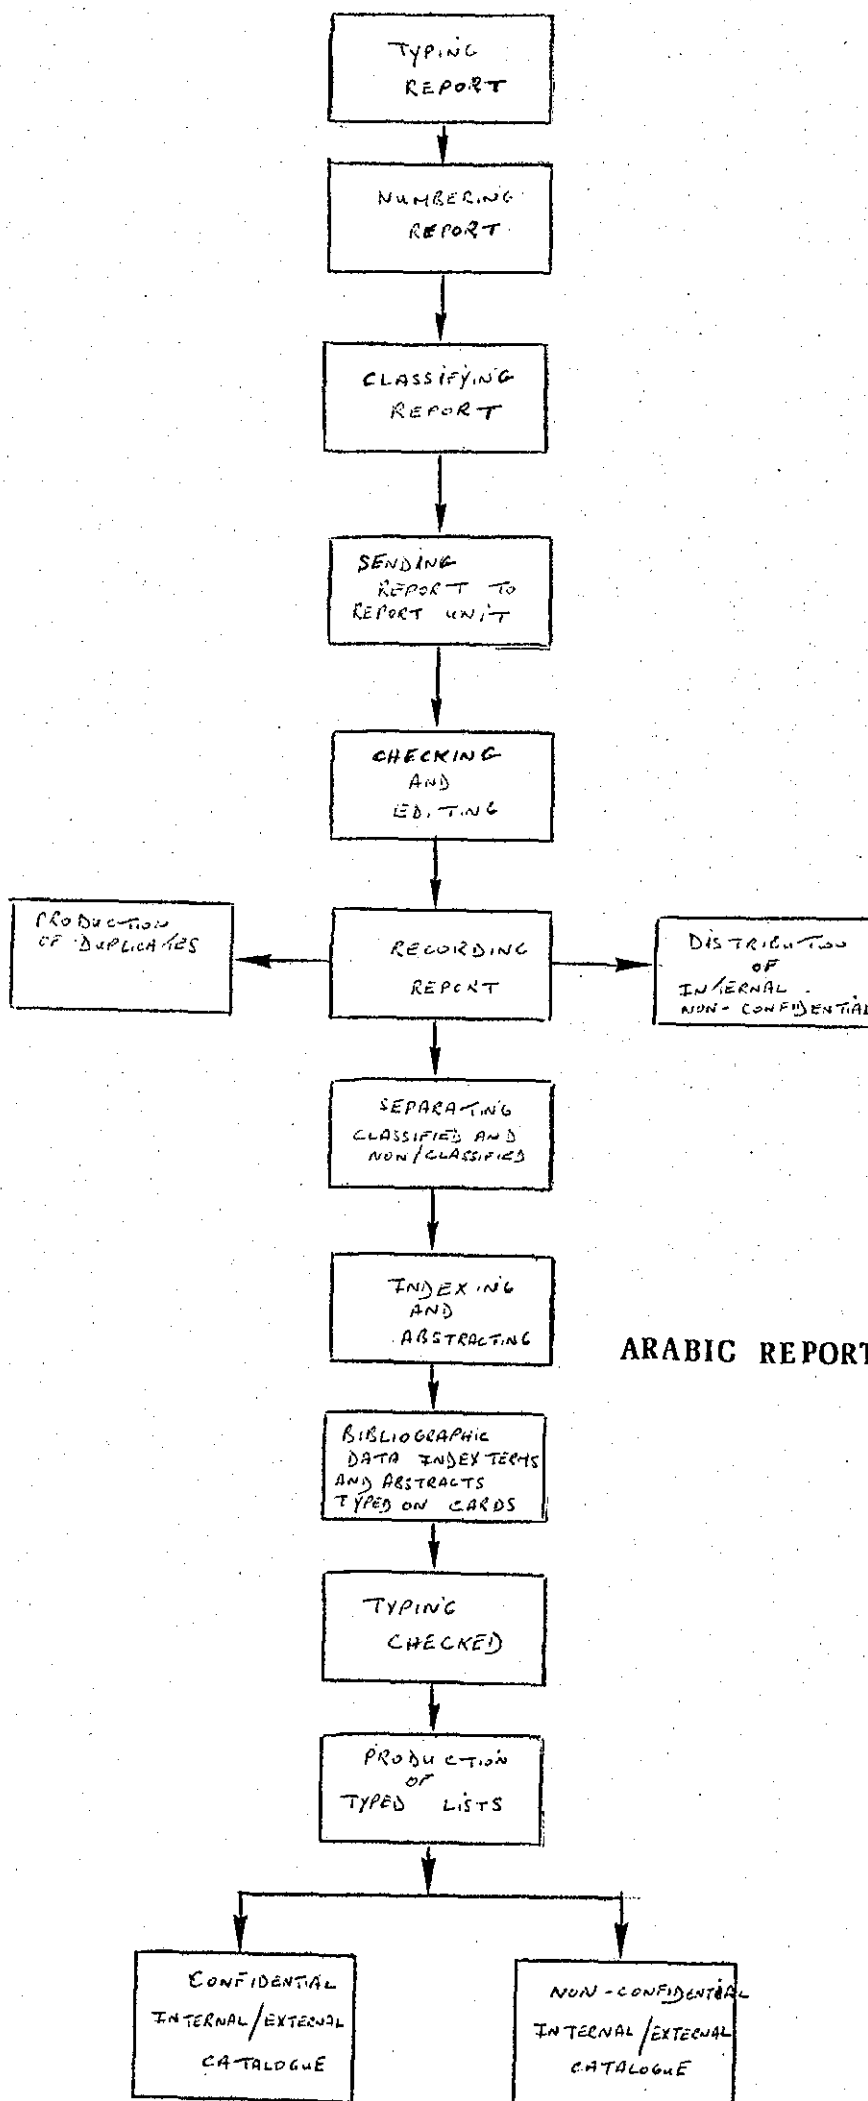 TYPING
REPORT
NUMBERING
REPORT
CLASSIFYING
REPORT
SENDING
REPORT TO
REPORT UNIT
CHECKING
AND
EDITING
PRODUCTION
OF DUPLICATES
RECORDING
REPORT
DISTRIBUTION
OF
INTERNAL
NON-CONFIDENTIAL
SEPARATING
CLASSIFIED AND
NON/CLASSIFIED
INDEXING
AND
ABSTRACTING
ARABIC REPORT
BIBLIOGRAPHIC
DATA INDEX TERMS
AND ABSTRACTS
TYPED ON CARDS
TYPING
CHECKED
PRODUCTION
OF
TYPED LISTS
CONFIDENTIAL
INTERNAL/EXTERNAL
CATALOGUE
NON-CONFIDENTIAL
INTERNAL/EXTERNAL
CATALOGUE